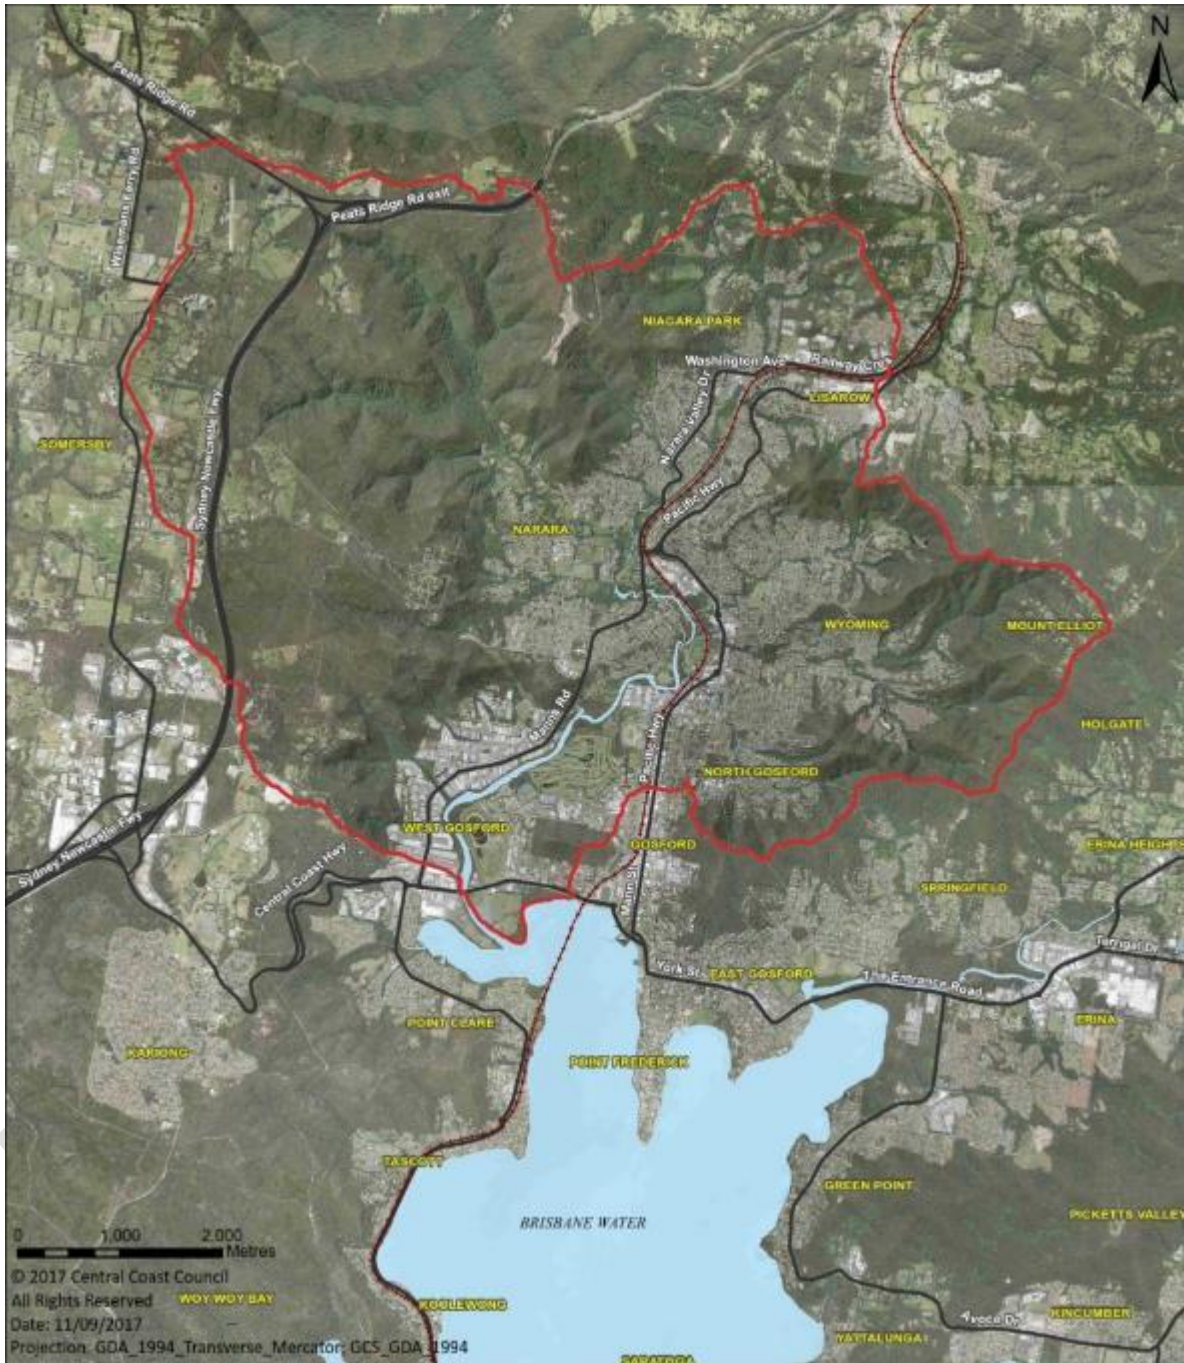 N
Peats Ridge Rd
Wisemans Ferry Rd
Peats Ridge Rd exit
NIAGARA PARK
Washington Ave
Railway Cres
LISAROW
Narara Valley Dr
SOMERSBY
Sydney Newcastle Fwy
Pacific Hwy
NARARA
WYOMING
MOUNT ELLIOT
HOLGATE
Manns Rd
Pacific Hwy
NORTH GOSFORD
WEST GOSFORD
GOSFORD
ERINA HEIGHTS
Sydney Newcastle Fwy
Central Coast Hwy
Mann St
SPRINGFIELD
Terrigal Dr
York St
EAST GOSFORD
The Entrance Road
POINT CLARE
ERINA
KARIONG
POINT FREDERICK
TASCOTT
GREEN POINT
PICKETTS VALLEY
BRISBANE WATER
0 1,000 2,000
Metres
© 2017 Central Coast Council
All Rights Reserved
WOY WOY BAY
KOOLEWONG
KINCUMBER
Date: 11/09/2017
Avoca Dr
YATTALUNGA
Projection: GDA_1994_Transverse_Mercator; GCS_GDA_1994
SARATOGA